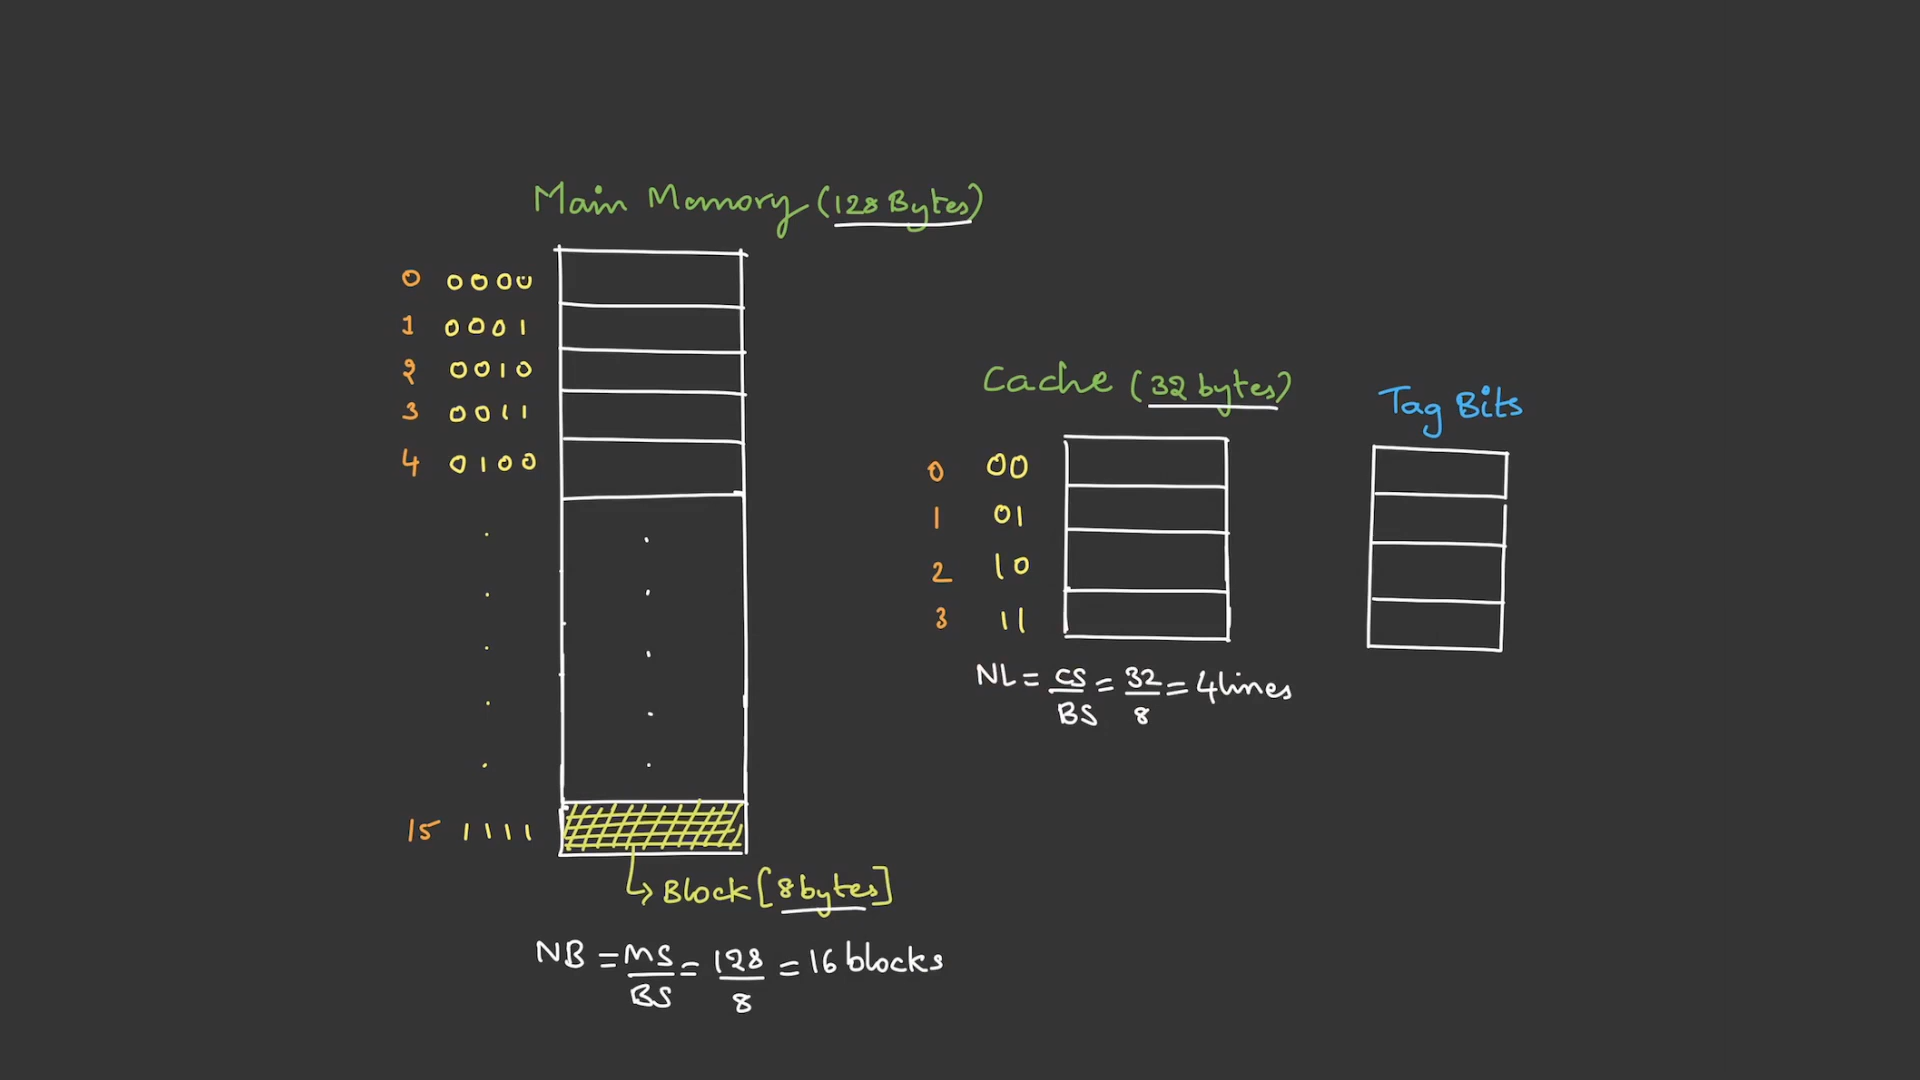 Main Memory (128 Bytes)
0 0000
1 0001
2 0010
3 0011
4 0100
15 1111
Block [8bytes]
NB = MS/BS = 128/8 = 16 blocks
Cache (32 bytes)
0 00
1 01
2 10
3 11
NL = CS/BS = 32/8 = 4 lines
Tag Bits